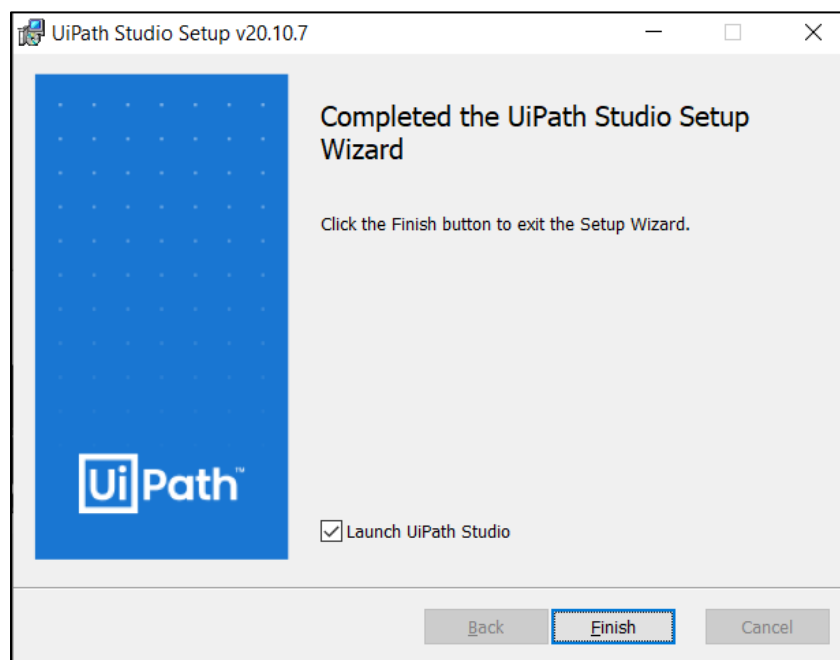 UiPath Studio Setup v20.10.7
Completed the UiPath Studio Setup
Wizard
Click the Finish button to exit the Setup Wizard.
UiPath™
Launch UiPath Studio
Back
Finish
Cancel